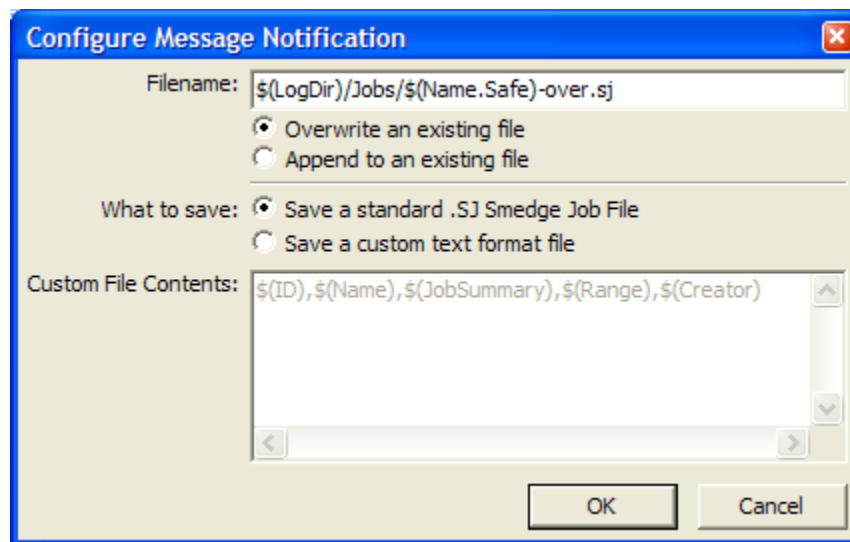 Configure Message Notification
Filename: $(LogDir)/Jobs/$(Name.Safe)-over.sj
Overwrite an existing file
Append to an existing file
What to save: Save a standard .SJ Smedge Job File
Save a custom text format file
Custom File Contents: $(ID),$(Name),$(JobSummary),$(Range),$(Creator)
OK Cancel